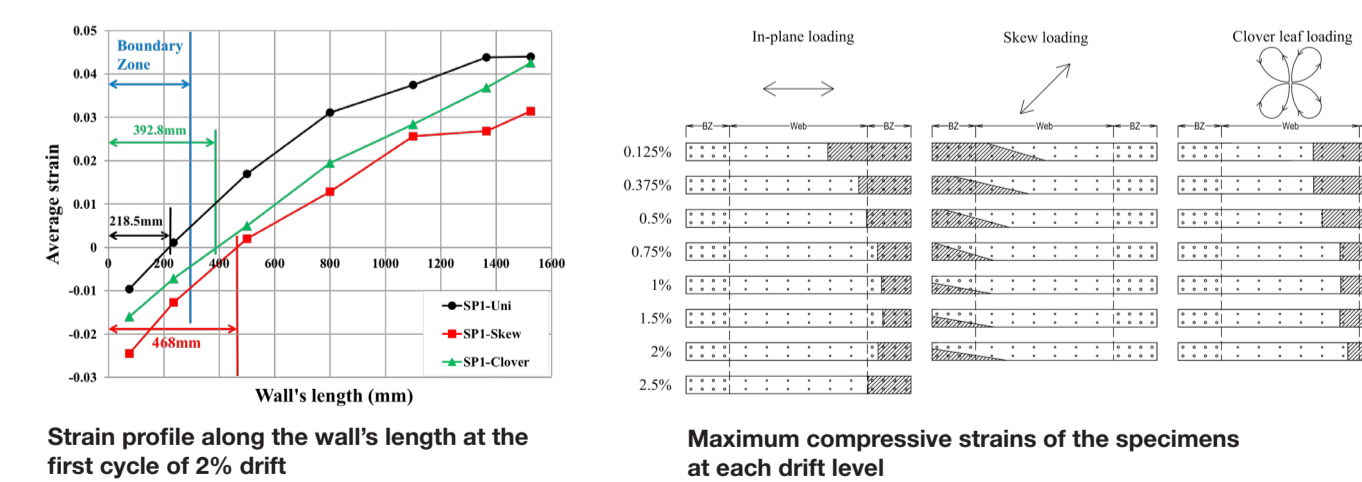 0.05
0.04
0.03
0.02
0.01
0
-0.01
-0.02
-0.03
Average strain
Boundary
Zone
392.8mm
218.5mm
468mm
0 200 400 600 800 1000 1200 1400 1600
SP1-Uni
SP1-Skew
SP1-Clover
Wall's length (mm)
Strain profile along the wall’s length at the
first cycle of 2% drift
In-plane loading
Skew loading
Clover leaf loading
BZ Web BZ
BZ Web BZ
BZ Web
0.125%
0.375%
0.5%
0.75%
1%
1.5%
2%
2.5%
Maximum compressive strains of the specimens
at each drift level